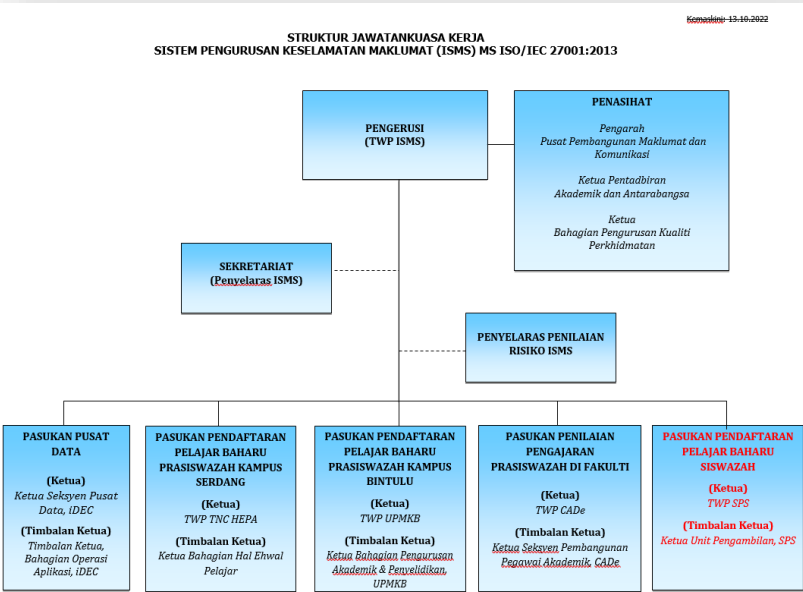 Kemaskini: 13.10.2022
STRUKTUR JAWATANKUASA KERJA
SISTEM PENGURUSAN KESELAMATAN MAKLUMAT (ISMS) MS ISO/IEC 27001:2013
PENGERUSI
(TWP ISMS)
PENASIHAT
Pengarah
Pusat Pembangunan Maklumat dan
Komunikasi
Ketua Pentadbiran
Akademik dan Antarabangsa
Ketua
Bahagian Pengurusan Kualiti
Perkhidmatan
SEKRETARIAT
(Penyelaras ISMS)
PENYELARAS PENILAIAN
RISIKO ISMS
PASUKAN PUSAT
DATA
(Ketua)
Ketua Seksyen Pusat
Data, iDEC
(Timbalan Ketua)
Timbalan Ketua,
Bahagian Operasi
Aplikasi, iDEC
PASUKAN PENDAFTARAN
PELAJAR BAHARU
PRASISWAZAH KAMPUS
SERDANG
(Ketua)
TWP TNC HEPA
(Timbalan Ketua)
Ketua Bahagian Hal Ehwal
Pelajar
PASUKAN PENDAFTARAN
PELAJAR BAHARU
PRASISWAZAH KAMPUS
BINTULU
(Ketua)
TWP UPMKB
(Timbalan Ketua)
Ketua Bahagian Pengurusan
Akademik & Penyelidikan,
UPMKB
PASUKAN PENILAIAN
PENGAJARAN
PRASISWAZAH DI FAKULTI
(Ketua)
TWP CADe
(Timbalan Ketua)
Ketua Seksyen Pembangunan
Pegawai Akademik, CADe
PASUKAN PENDAFTARAN
PELAJAR BAHARU
SISWAZAH
(Ketua)
TWP SPS
(Timbalan Ketua)
Ketua Unit Pengambilan, SPS